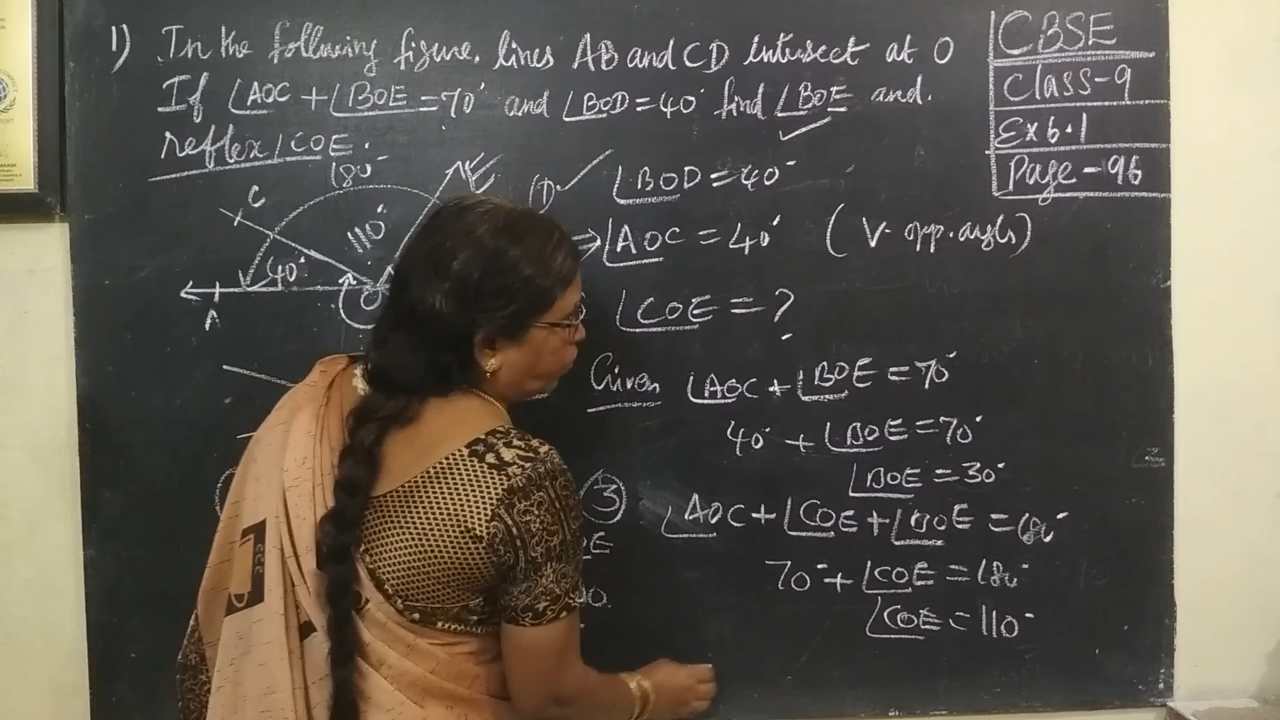 1) In the following figure, lines AB and CD intersect at O
If ∠AOC + ∠BOE = 70° and ∠BOD = 40° find ∠BOE and.
reflex ∠COE.
CBSE
Class-9
Ex 6.1
Page-96
180°
C
E
110°
40°
A
O
(1)
∠BOD = 40°
⇒ ∠AOC = 40° (V. opp. angls)
∠COE = ?
Given ∠AOC + ∠BOE = 70°
40° + ∠BOE = 70°
∠BOE = 30°
3
∠AOC + ∠COE + ∠BOE = 180°
70° + ∠COE = 180°
∠COE = 110°